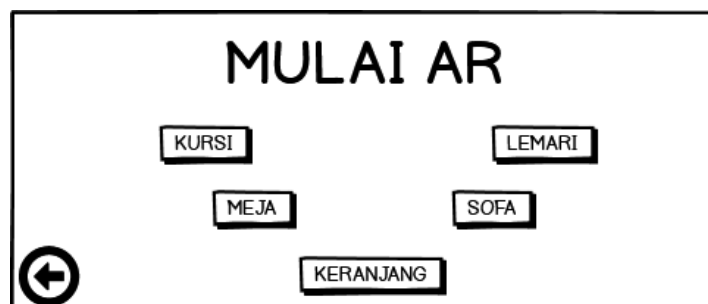 MULAI AR
KURSI
LEMARI
MEJA
SOFA
KERANJANG